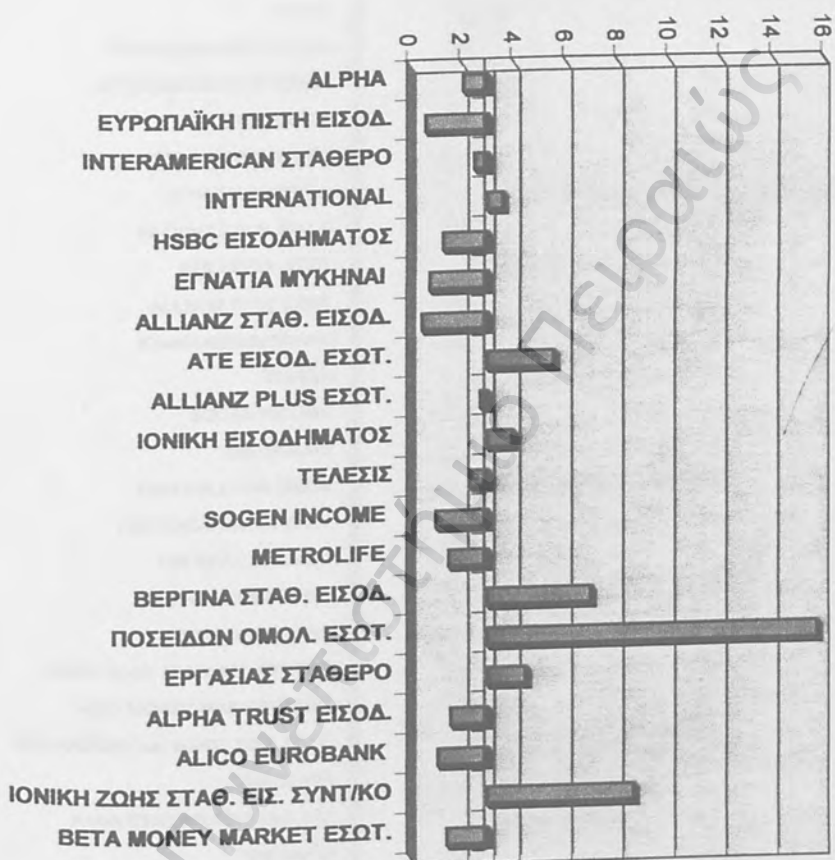 0
2
4
6
8
10
12
14
16
ALPHA
ΕΥΡΩΠΑΪΚΗ ΠΙΣΤΗ ΕΙΣΟΔ.
INTERAMERICAN ΣΤΑΘΕΡΟ
INTERNATIONAL
HSBC ΕΙΣΟΔΗΜΑΤΟΣ
ΕΓΝΑΤΙΑ ΜΥΚΗΝΑΙ
ALLIANZ ΣΤΑΘ. ΕΙΣΟΔ.
ΑΤΕ ΕΙΣΟΔ. ΕΣΩΤ.
ALLIANZ PLUS ΕΣΩΤ.
ΙΟΝΙΚΗ ΕΙΣΟΔΗΜΑΤΟΣ
ΤΕΛΕΣΙΣ
SOGEN INCOME
METROLIFE
ΒΕΡΓΙΝΑ ΣΤΑΘ. ΕΙΣΟΔ.
ΠΟΣΕΙΔΩΝ ΟΜΟΛ. ΕΣΩΤ.
ΕΡΓΑΣΙΑΣ ΣΤΑΘΕΡΟ
ALPHA TRUST ΕΙΣΟΔ.
ALICO EUROBANK
ΙΟΝΙΚΗ ΖΩΗΣ ΣΤΑΘ. ΕΙΣ. ΣΥΝΤ/ΚΟ
BETA MONEY MARKET ΕΣΩΤ.
Πανεπιστήμιο Πειραιώς